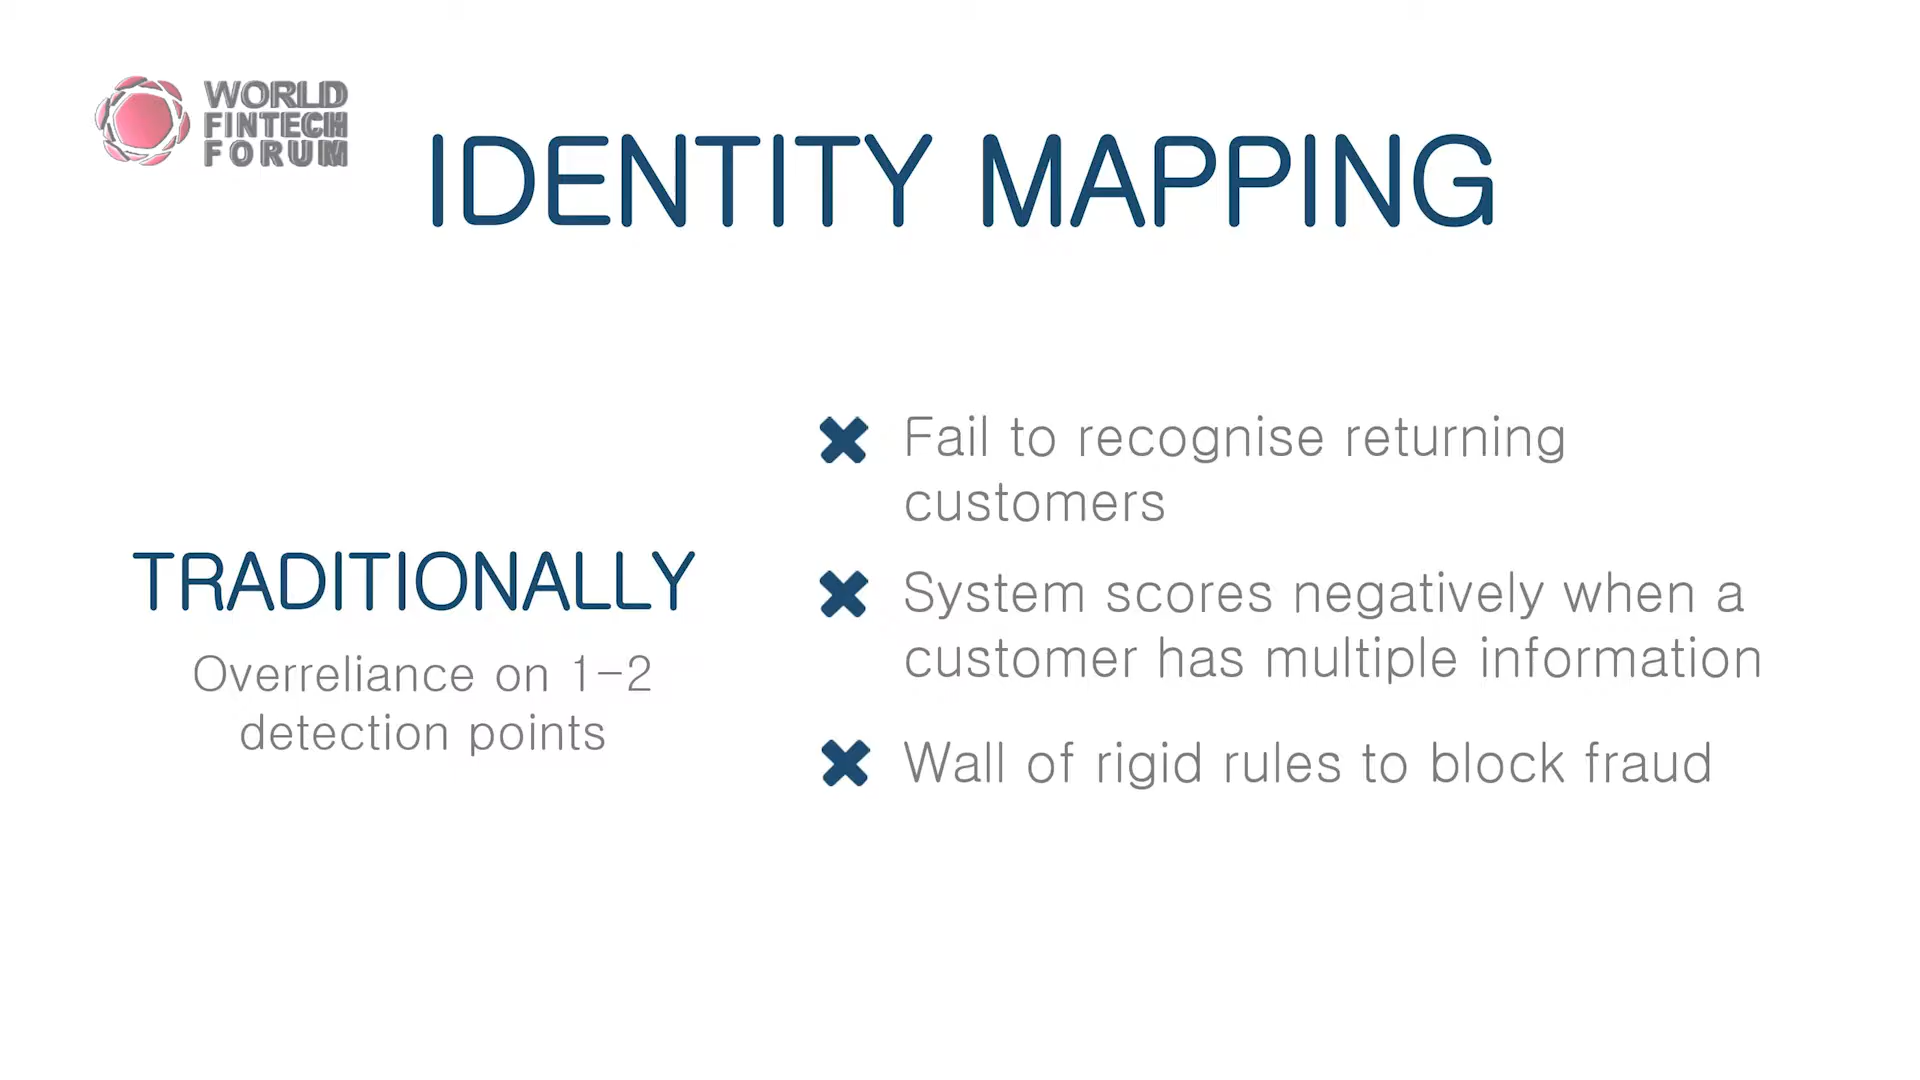 WORLD
FINTECH
FORUM
IDENTITY MAPPING
TRADITIONALLY
Overreliance on 1-2
detection points
Fail to recognise returning
customers
System scores negatively when a
customer has multiple information
Wall of rigid rules to block fraud